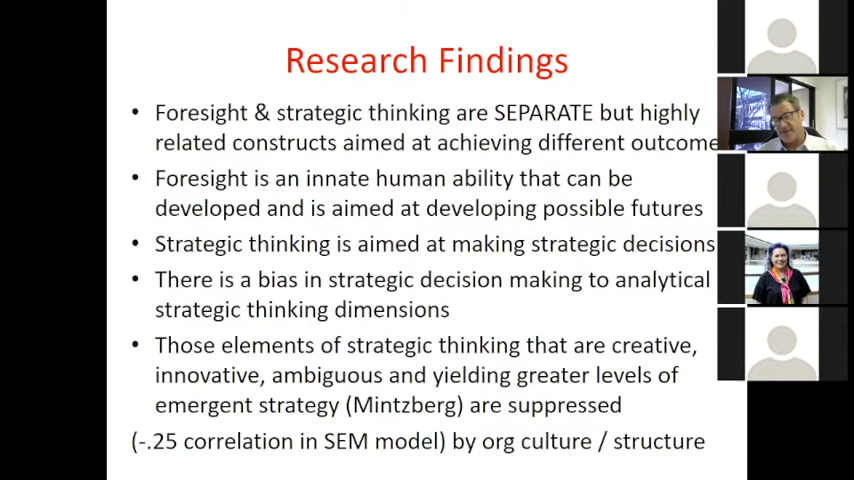 Research Findings
• Foresight & strategic thinking are SEPARATE but highly
related constructs aimed at achieving different outcome
• Foresight is an innate human ability that can be
developed and is aimed at developing possible futures
• Strategic thinking is aimed at making strategic decisions
• There is a bias in strategic decision making to analytical
strategic thinking dimensions
• Those elements of strategic thinking that are creative,
innovative, ambiguous and yielding greater levels of
emergent strategy (Mintzberg) are suppressed
(-.25 correlation in SEM model) by org culture / structure